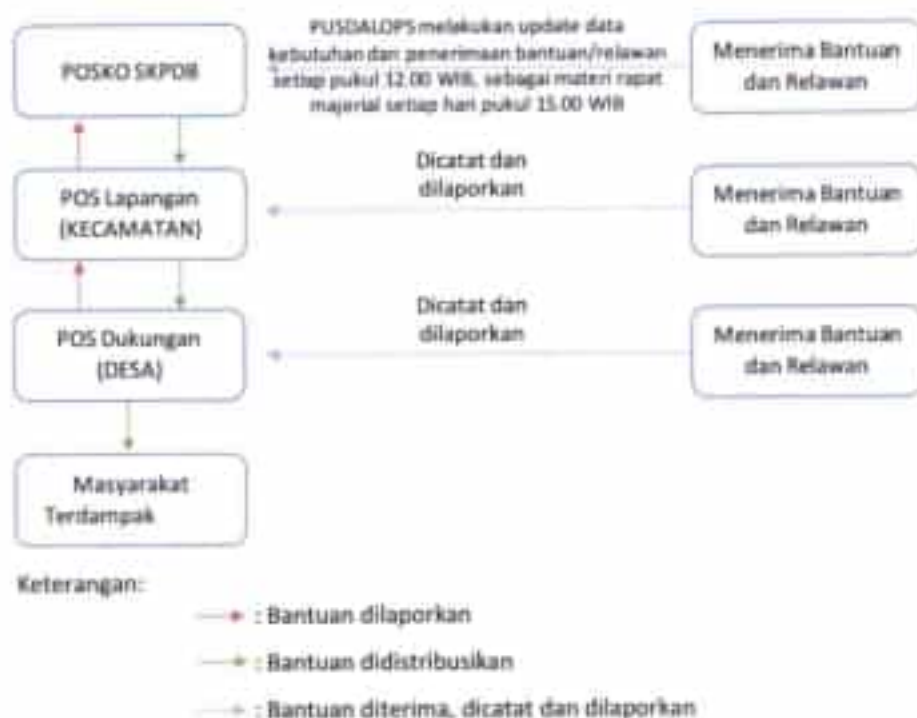 POSKO SKPDB
PUSDALOPS melakukan update data
kebutuhan dan penerimaan bantuan/relawan
setiap pukul 12.00 WIB, sebagai materi rapat
majerial setiap hari pukul 15.00 WIB
Menerima Bantuan
dan Relawan
POS Lapangan
(KECAMATAN)
Dicatat dan
dilaporkan
Menerima Bantuan
dan Relawan
POS Dukungan
(DESA)
Dicatat dan
dilaporkan
Menerima Bantuan
dan Relawan
Masyarakat
Terdampak
Keterangan:
: Bantuan dilaporkan
: Bantuan didistribusikan
: Bantuan diterima, dicatat dan dilaporkan